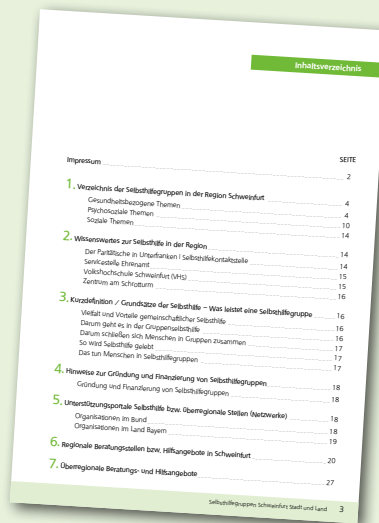 Inhaltsverzeichnis
SEITE
Impressum 2
1. Verzeichnis der Selbsthilfegruppen in der Region Schweinfurt 4
Gesundheitsbezogene Themen 4
Psychosoziale Themen 10
Soziale Themen 14
2. Wissenswertes zur Selbsthilfe in der Region 14
Der Paritätische in Unterfranken | Selbsthilfekontaktstelle 14
Servicestelle Ehrenamt 15
Volkshochschule Schweinfurt (VHS) 15
Zentrum am Schrotturm 16
3. Kurzdefinition / Grundsätze der Selbsthilfe – Was leistet eine Selbsthilfegruppe 16
Vielfalt und Vorteile gemeinschaftlicher Selbsthilfe 16
Darum geht es in der Gruppenselbsthilfe 16
Darum schließen sich Menschen in Gruppen zusammen 17
So wird Selbsthilfe gelebt 17
Das tun Menschen in Selbsthilfegruppen 17
4. Hinweise zur Gründung und Finanzierung von Selbsthilfegruppen 18
Gründung und Finanzierung von Selbsthilfegruppen 18
5. Unterstützungsportale Selbsthilfe bzw. überregionale Stellen (Netzwerke) 18
Organisationen im Bund 18
Organisationen im Land Bayern 19
6. Regionale Beratungsstellen bzw. Hilfsangebote in Schweinfurt 20
7. Überregionale Beratungs- und Hilfsangebote 27
Selbsthilfegruppen Schweinfurt Stadt und Land 3